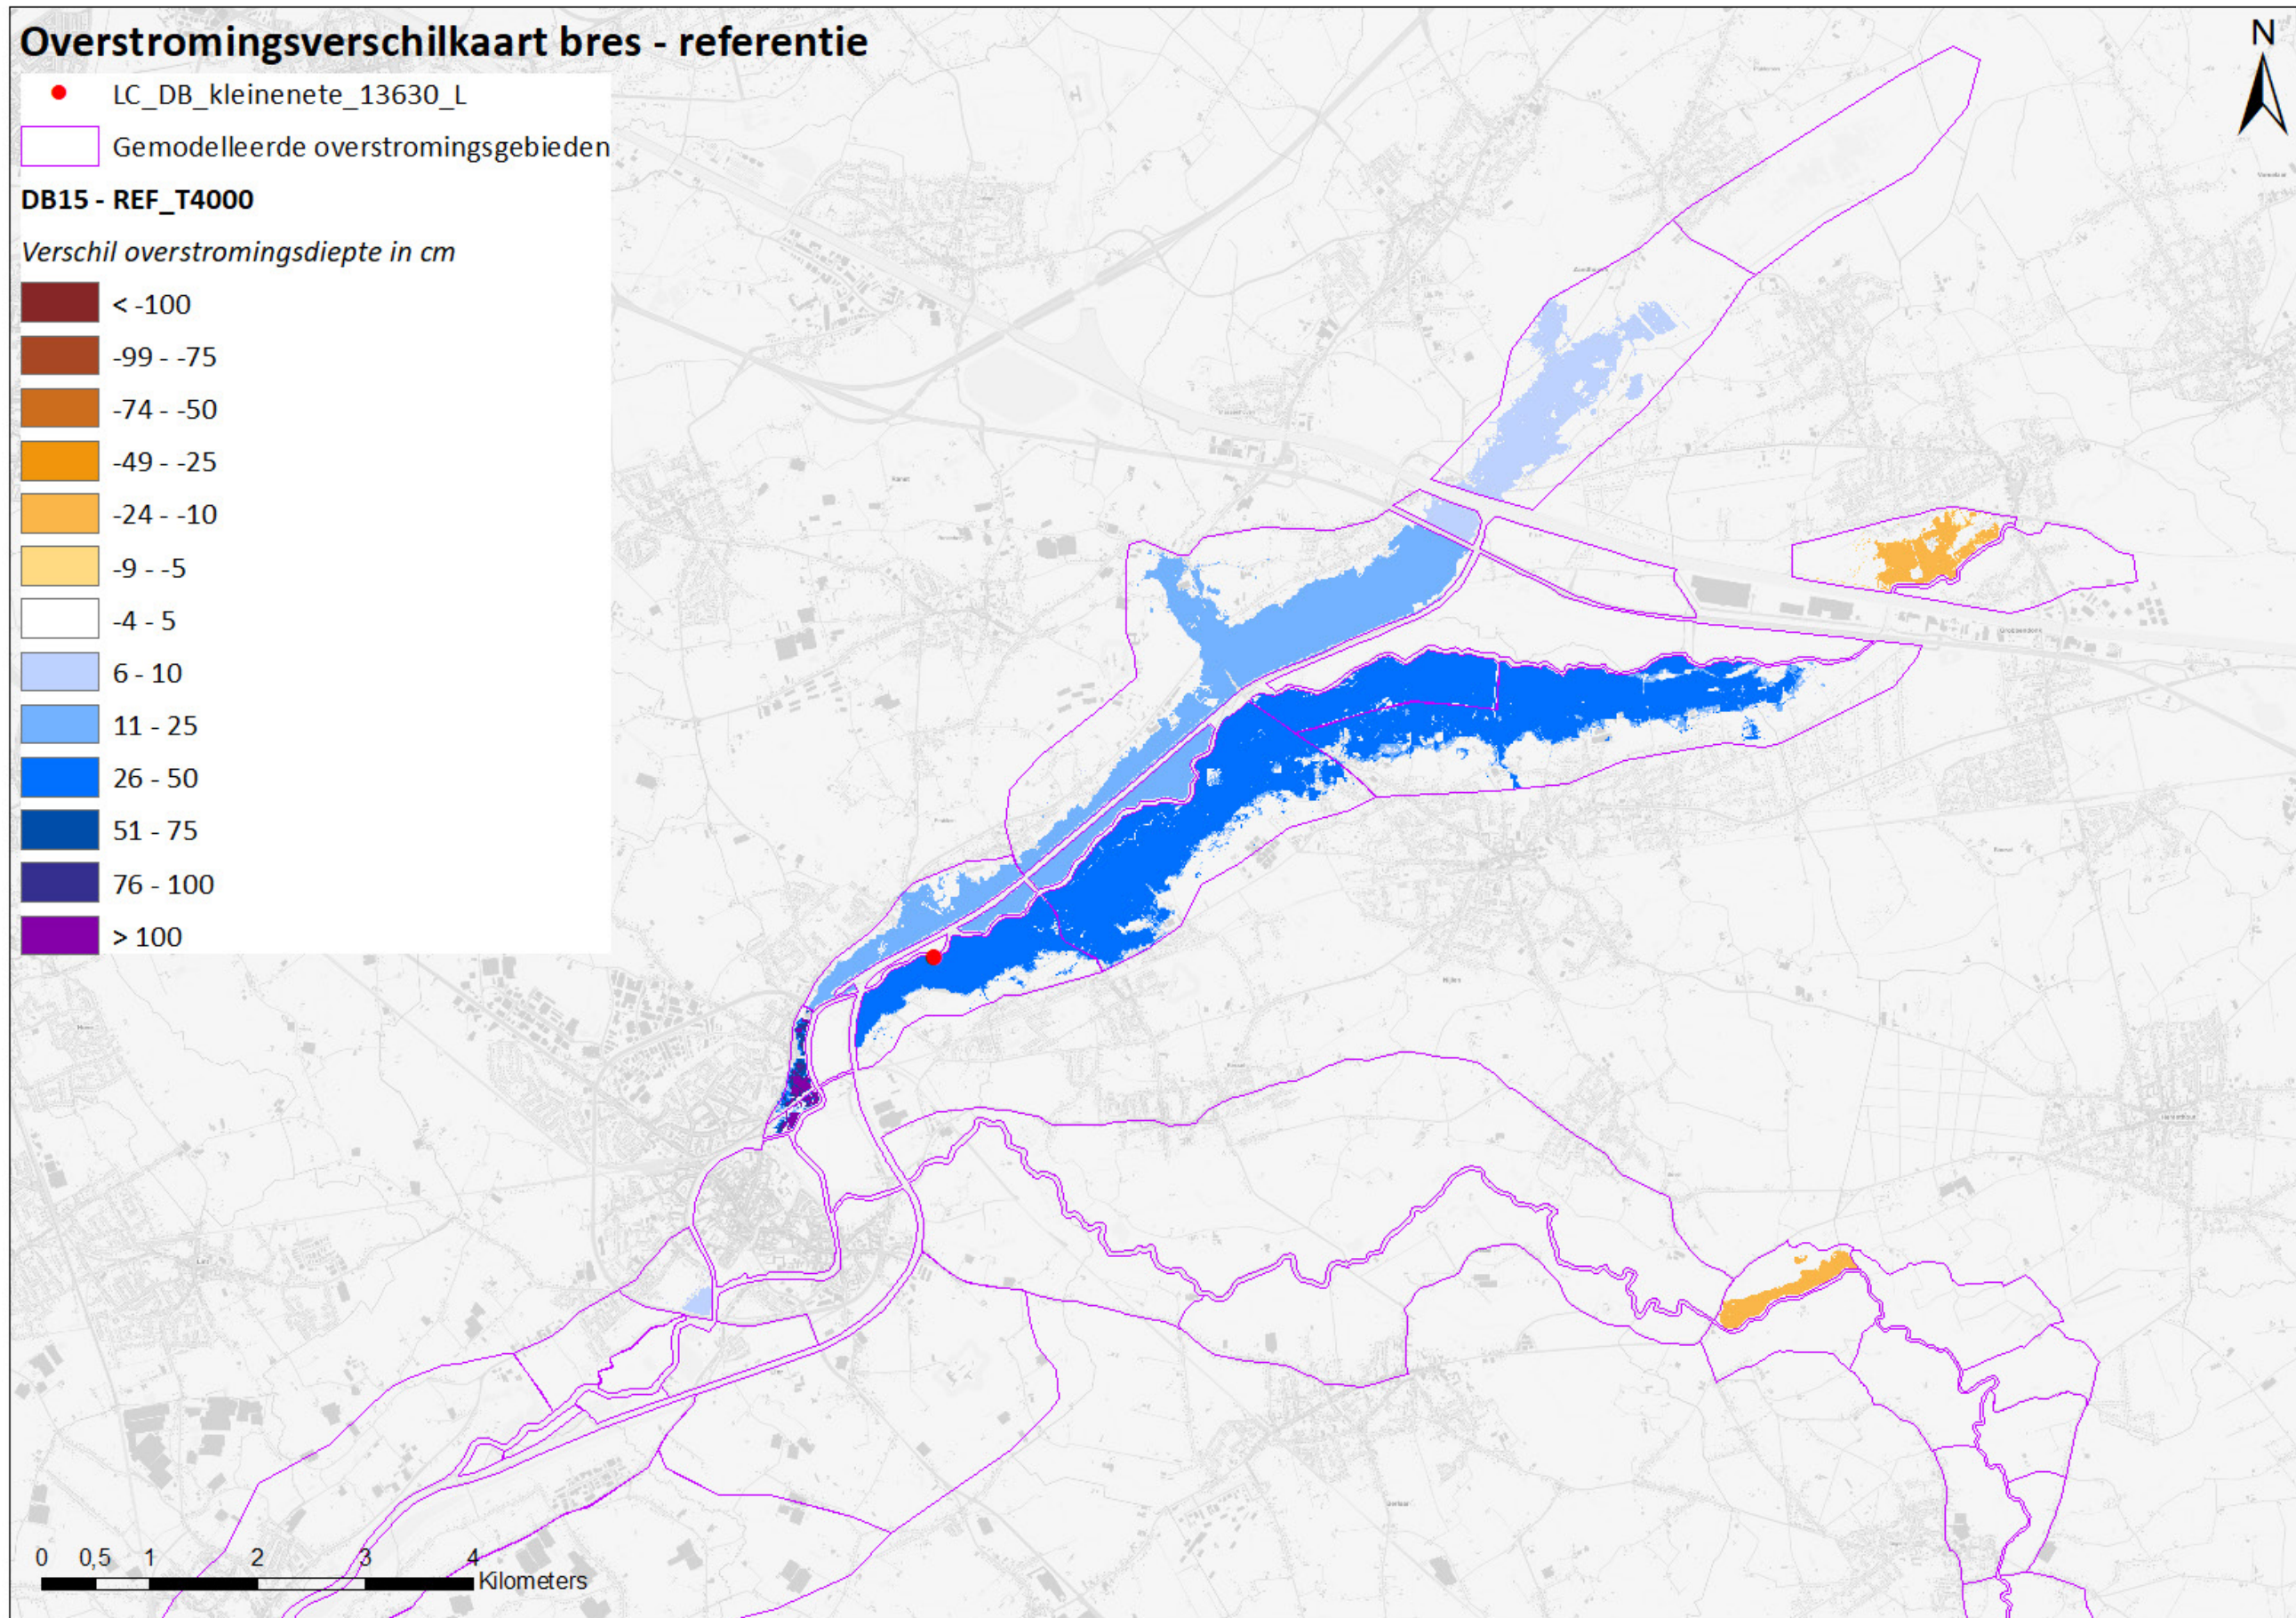 Overstromingsverschilkaart bres - referentie
N
LC_DB_kleinenete_13630_L
Gemodelleerde overstromingsgebieden
DB15 - REF_T4000
Verschil overstromingsdiepte in cm
< -100
-99 - -75
-74 - -50
-49 - -25
-24 - -10
-9 - -5
-4 - 5
6 - 10
11 - 25
26 - 50
51 - 75
76 - 100
> 100
0 0,5 1 2 3 4
Kilometers